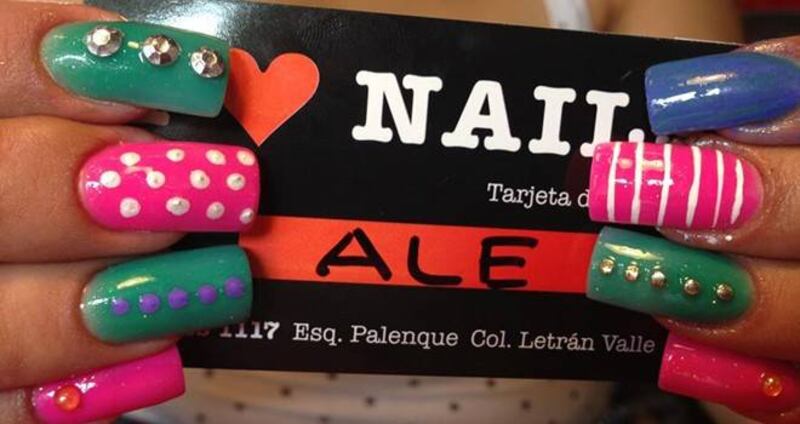 NAIL
Tarjeta d
ALE
1117 Esq. Palenque Col. Letrán Valle